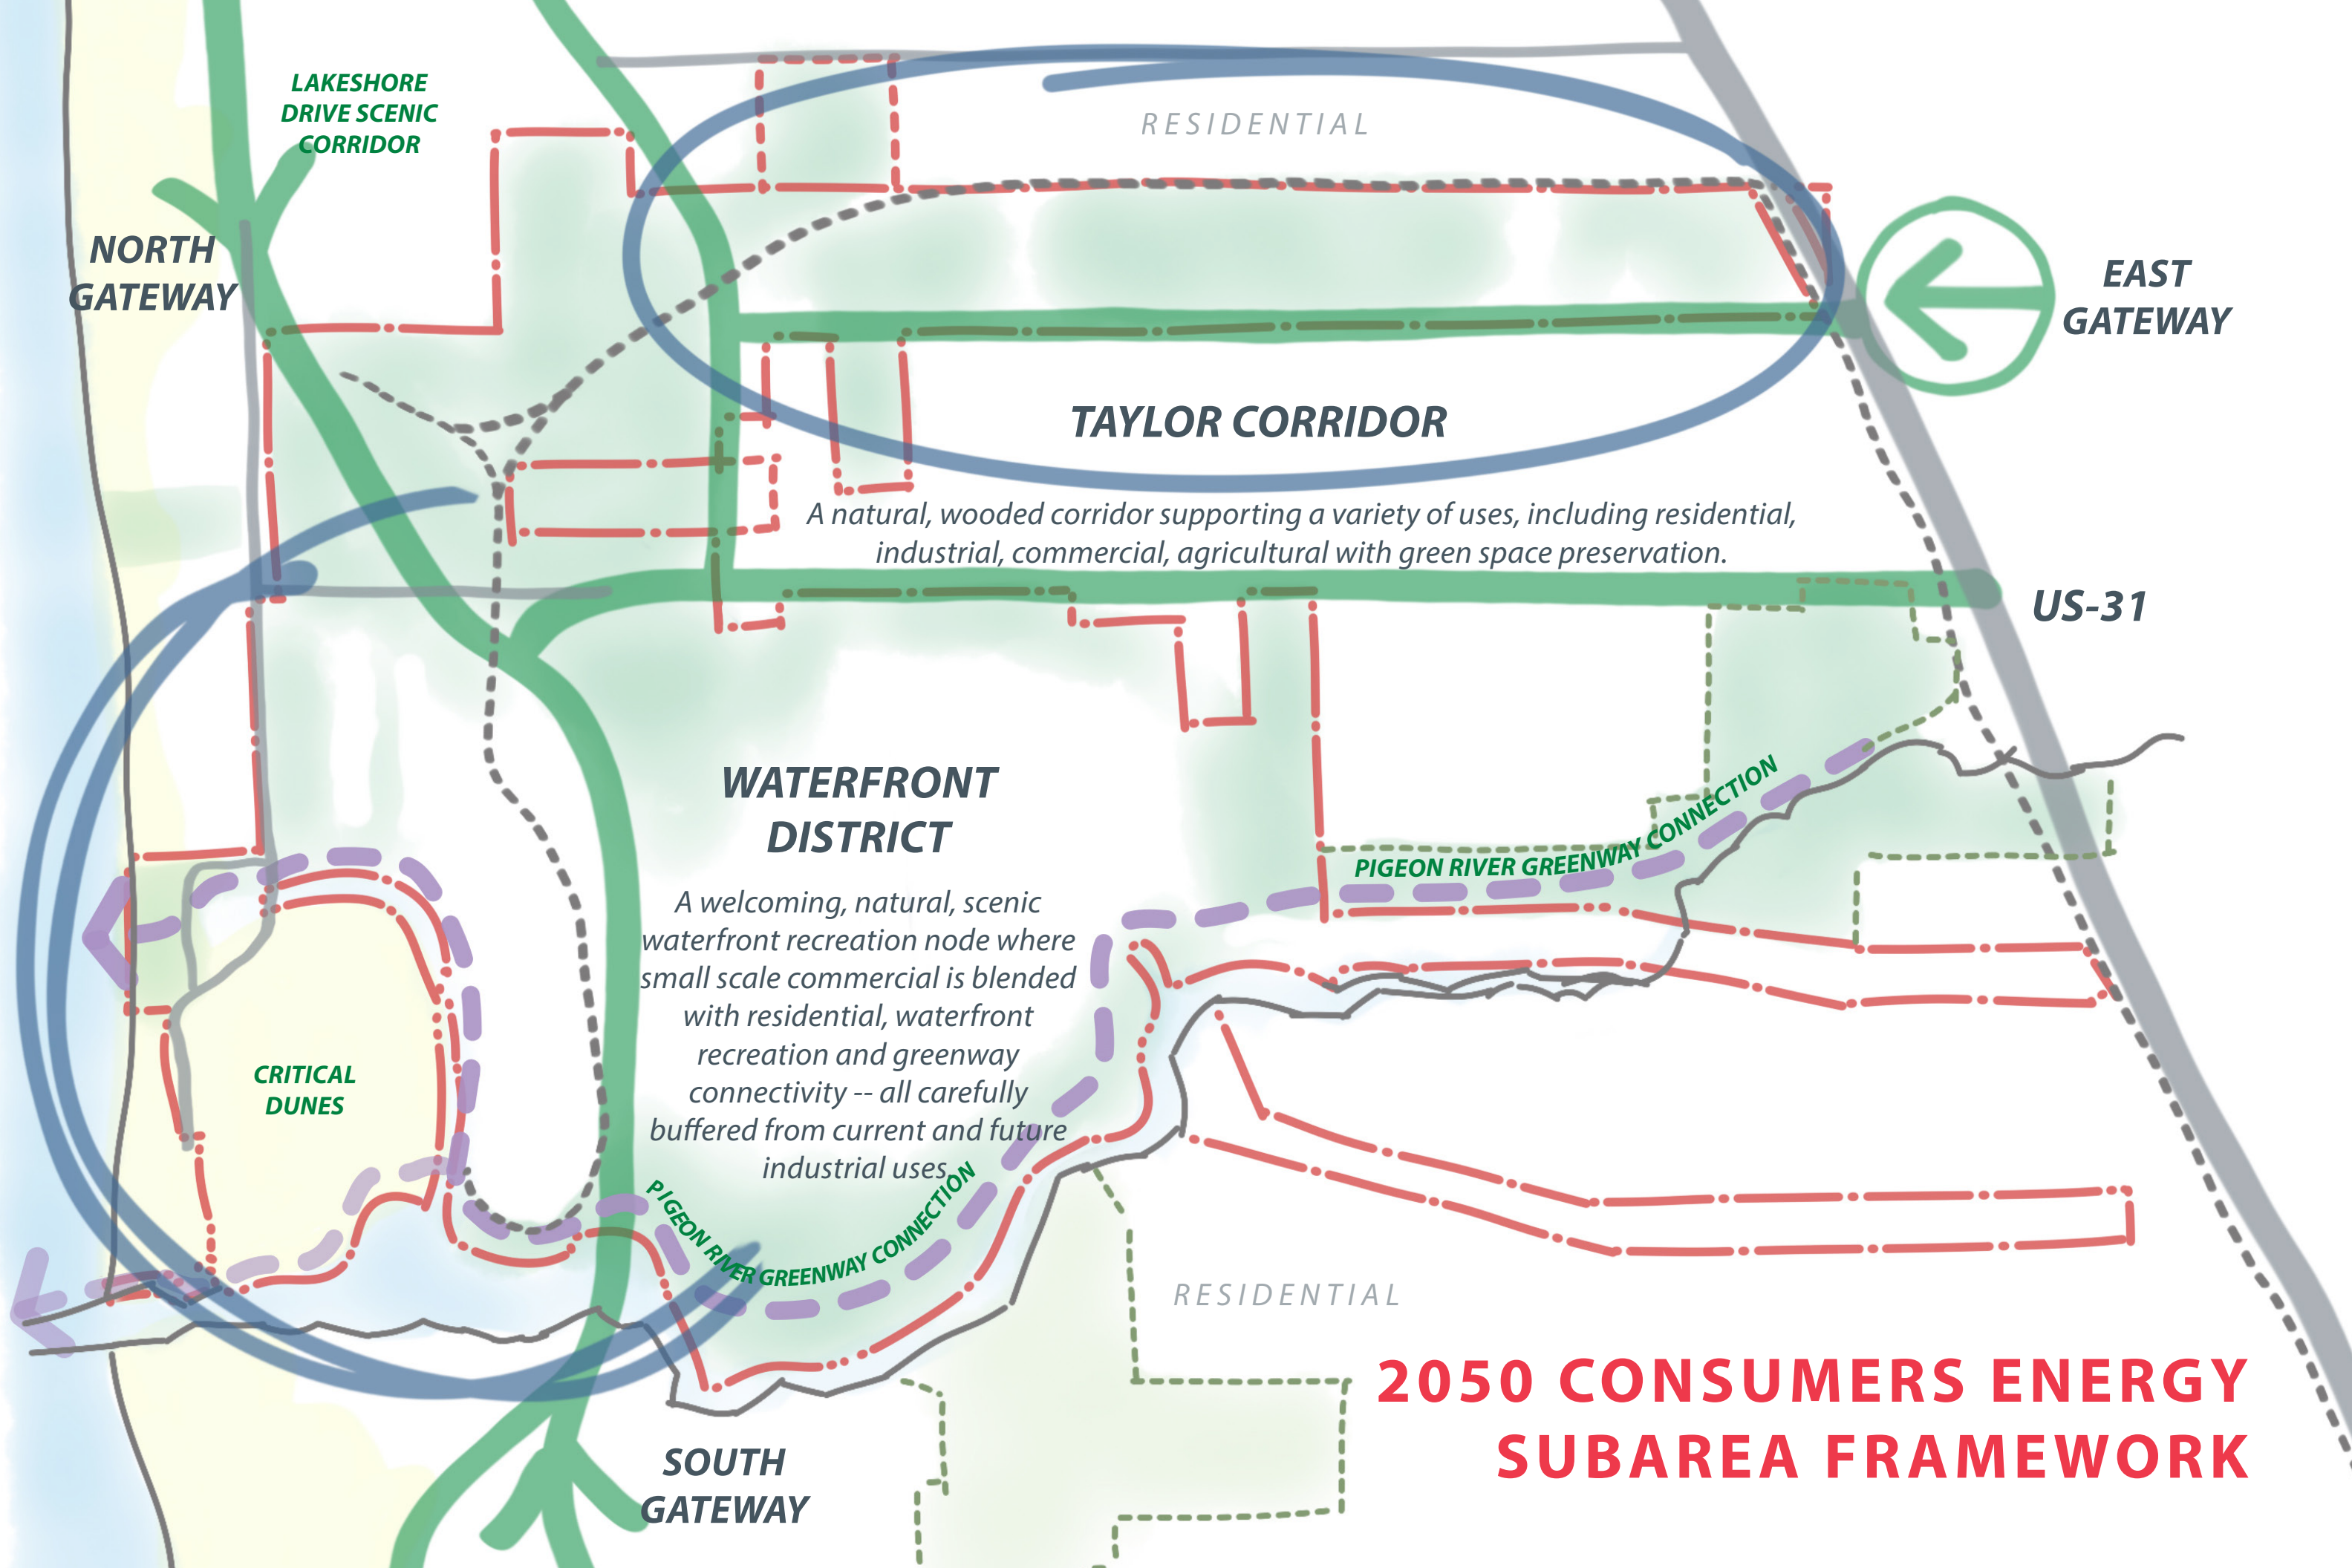 LAKESHORE
DRIVE SCENIC
CORRIDOR
RESIDENTIAL
NORTH
GATEWAY
EAST
GATEWAY
TAYLOR CORRIDOR
A natural, wooded corridor supporting a variety of uses, including residential,
industrial, commercial, agricultural with green space preservation.
US-31
WATERFRONT
DISTRICT
A welcoming, natural, scenic
waterfront recreation node where
small scale commercial is blended
with residential, waterfront
recreation and greenway
connectivity -- all carefully
buffered from current and future
industrial uses.
PIGEON RIVER GREENWAY CONNECTION
CRITICAL
DUNES
PIGEON RIVER GREENWAY CONNECTION
RESIDENTIAL
2050 CONSUMERS ENERGY
SUBAREA FRAMEWORK
SOUTH
GATEWAY